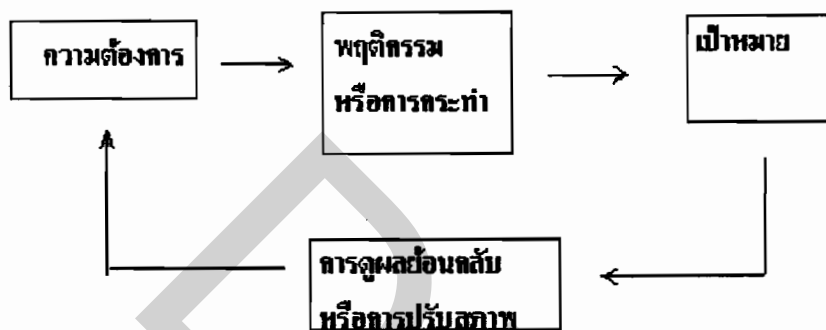 ความต้องการ
พฤติกรรม
หรือการกระทำ
เป้าหมาย
การดูผลย้อนกลับ
หรือการปรับสภาพ